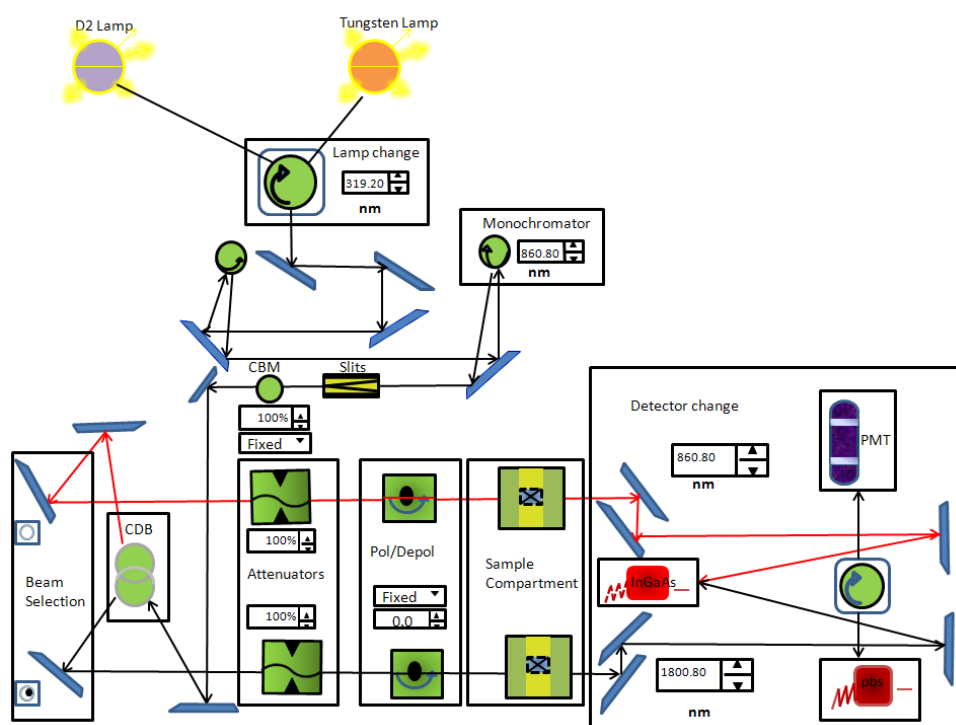 D2 Lamp
Tungsten Lamp
Lamp change
319.20
nm
Monochromator
860.80
nm
CBM
Slits
100%
Fixed
Detector change
860.80
nm
PMT
CDB
Beam
Selection
100%
Attenuators
100%
Pol/Depol
Fixed
0.0
Sample
Compartment
InGaAs
1800.80
nm
pbs